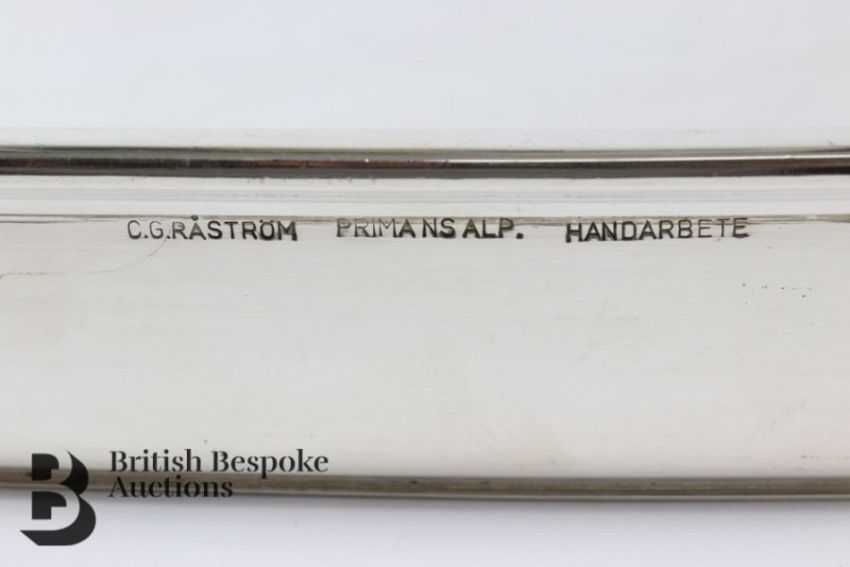 C.G.RÅSTRÖM PRIMA NS ALP. HANDARBETE
British Bespoke
Auctions